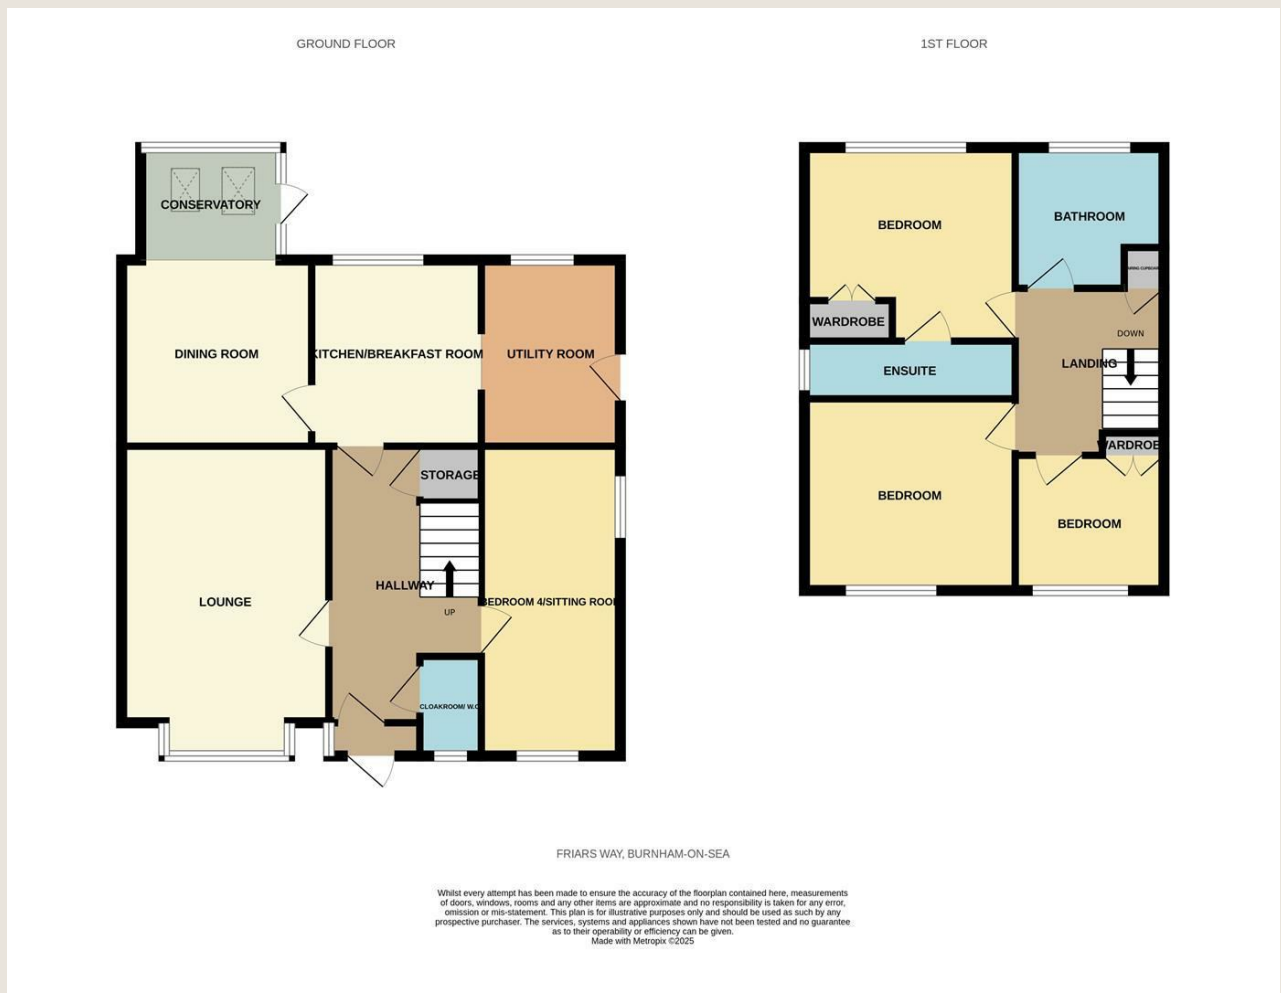 GROUND FLOOR
1ST FLOOR
CONSERVATORY
DINING ROOM
KITCHEN/BREAKFAST ROOM
UTILITY ROOM
STORAGE
HALLWAY
LOUNGE
UP
BEDROOM 4/SITTING ROOM
CLOAKROOM/ W.C
BEDROOM
BATHROOM
CUPBOARD
WARDROBE
DOWN
LANDING
ENSUITE
WARDROBE
BEDROOM
BEDROOM
FRIARS WAY, BURNHAM-ON-SEA
Whilst every attempt has been made to ensure the accuracy of the floorplan contained here, measurements
of doors, windows, rooms and any other items are approximate and no responsibility is taken for any error,
omission or mis-statement. This plan is for illustrative purposes only and should be used as such by any
prospective purchaser. The services, systems and appliances shown have not been tested and no guarantee
as to their operability or efficiency can be given.
Made with Metropix ©2025